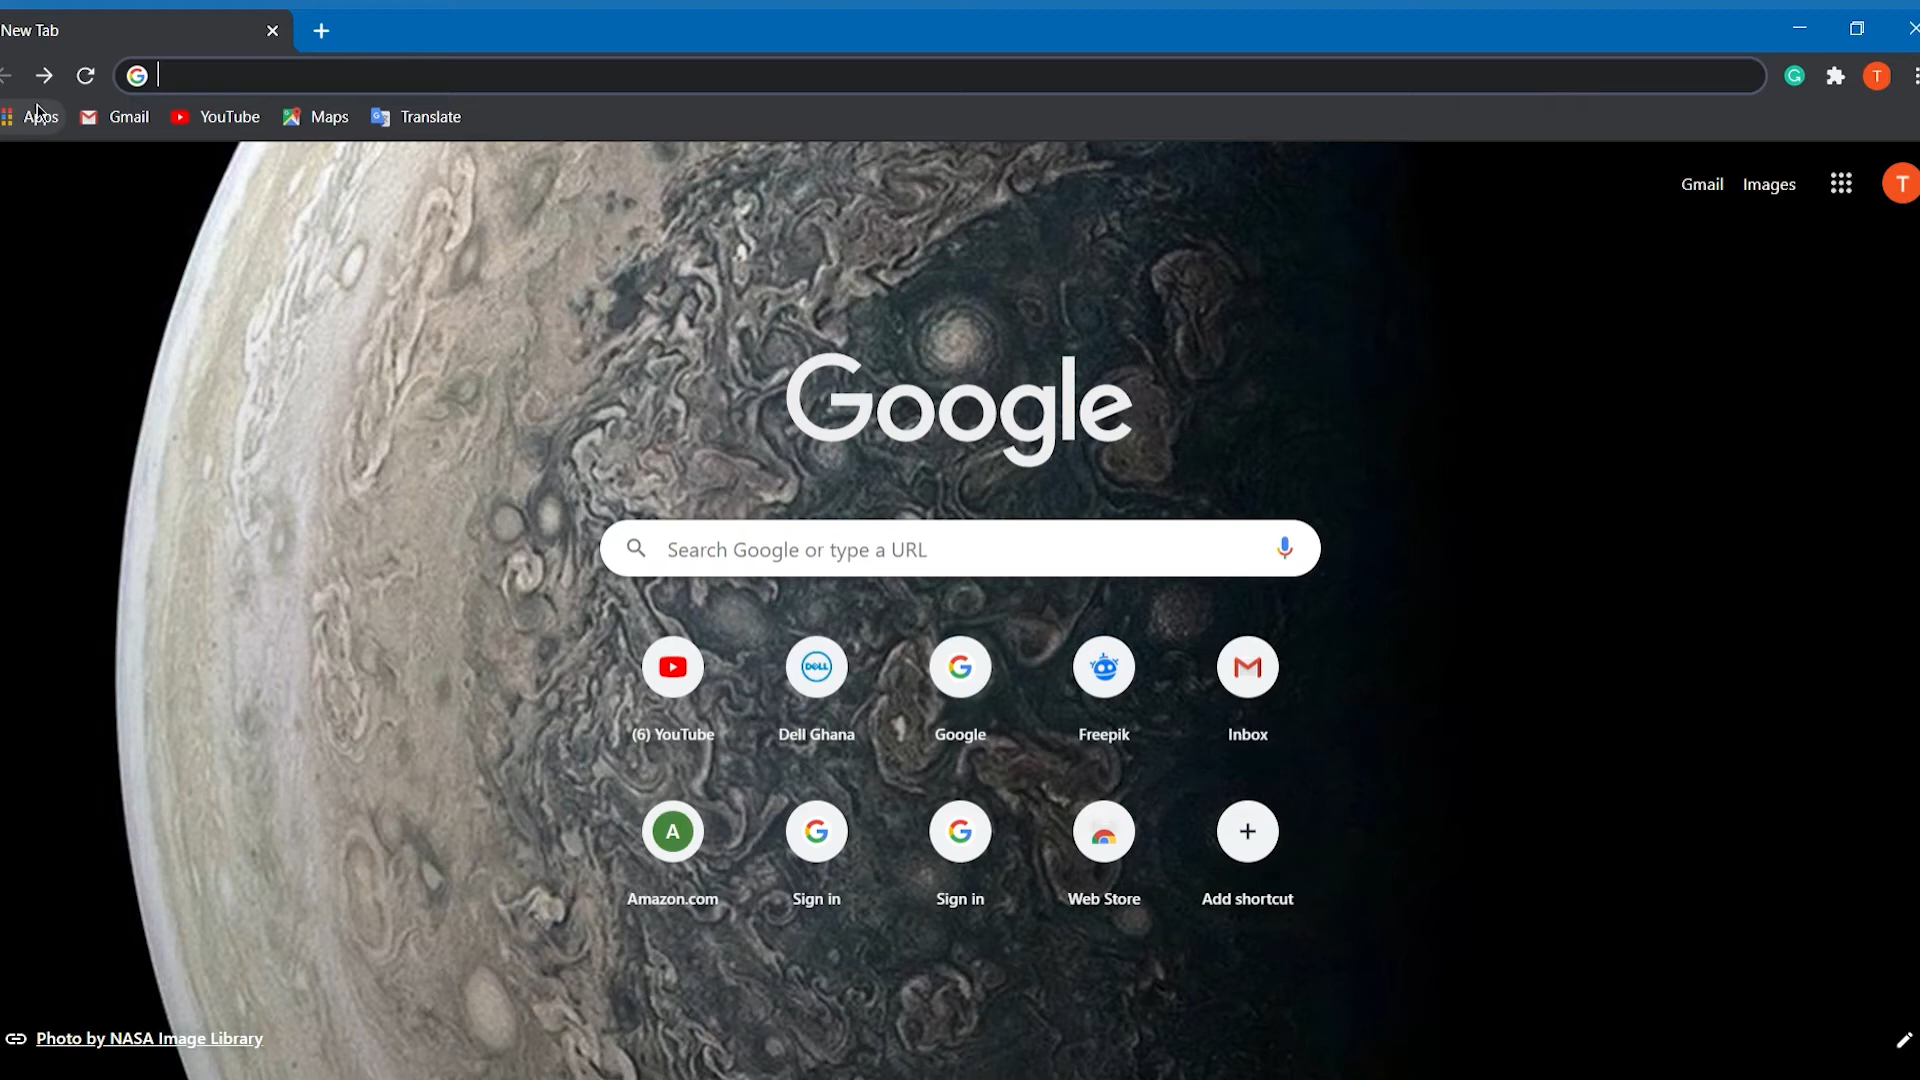 New Tab
Apps Gmail YouTube Maps Translate
Gmail Images T
Google
Search Google or type a URL
DELL
(6) YouTube Dell Ghana Google Freepik Inbox
A
Amazon.com Sign in Sign in Web Store Add shortcut
Photo by NASA Image Library